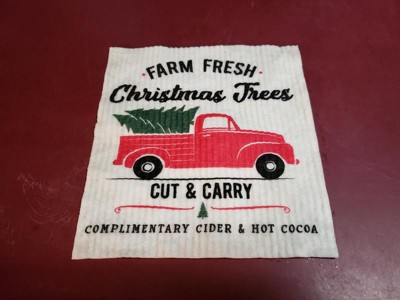 FARM FRESH
Christmas Trees
CUT & CARRY
COMPLIMENTARY CIDER & HOT COCOA